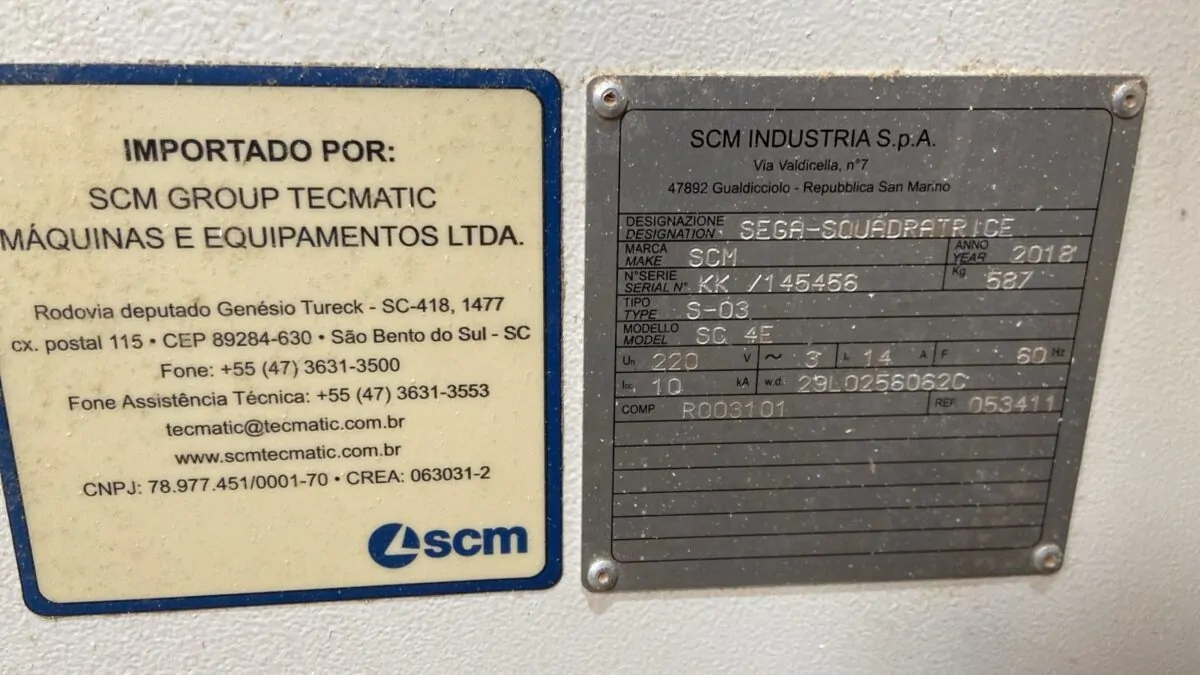 IMPORTADO POR:
SCM GROUP TECMATIC
MÁQUINAS E EQUIPAMENTOS LTDA.
Rodovia deputado Genésio Tureck - SC-418, 1477
cx. postal 115 • CEP 89284-630 • São Bento do Sul - SC
Fone: +55 (47) 3631-3500
Fone Assistência Técnica: +55 (47) 3631-3553
tecmatic@tecmatic.com.br
www.scmtecmatic.com.br
CNPJ: 78.977.451/0001-70 • CREA: 063031-2
scm
SCM INDUSTRIA S.p.A.
Via Valdicella, n°7
47892 Gualdicciolo - Repubblica San Marino
DESIGNAZIONE
DESIGNATION SEGA-SQUADRATRICE
MARCA
MAKE SCM
ANNO
YEAR 2018
N°SERIE
SERIAL N° KK /145456
Kg 587
TIPO
TYPE S-03
MODELLO
MODEL SC 4E
Un 220 V ~ 3 In 14 A F 60 Hz
Icc 10 kA w.d. 29L0256062C
COMP R003101 REF 053411